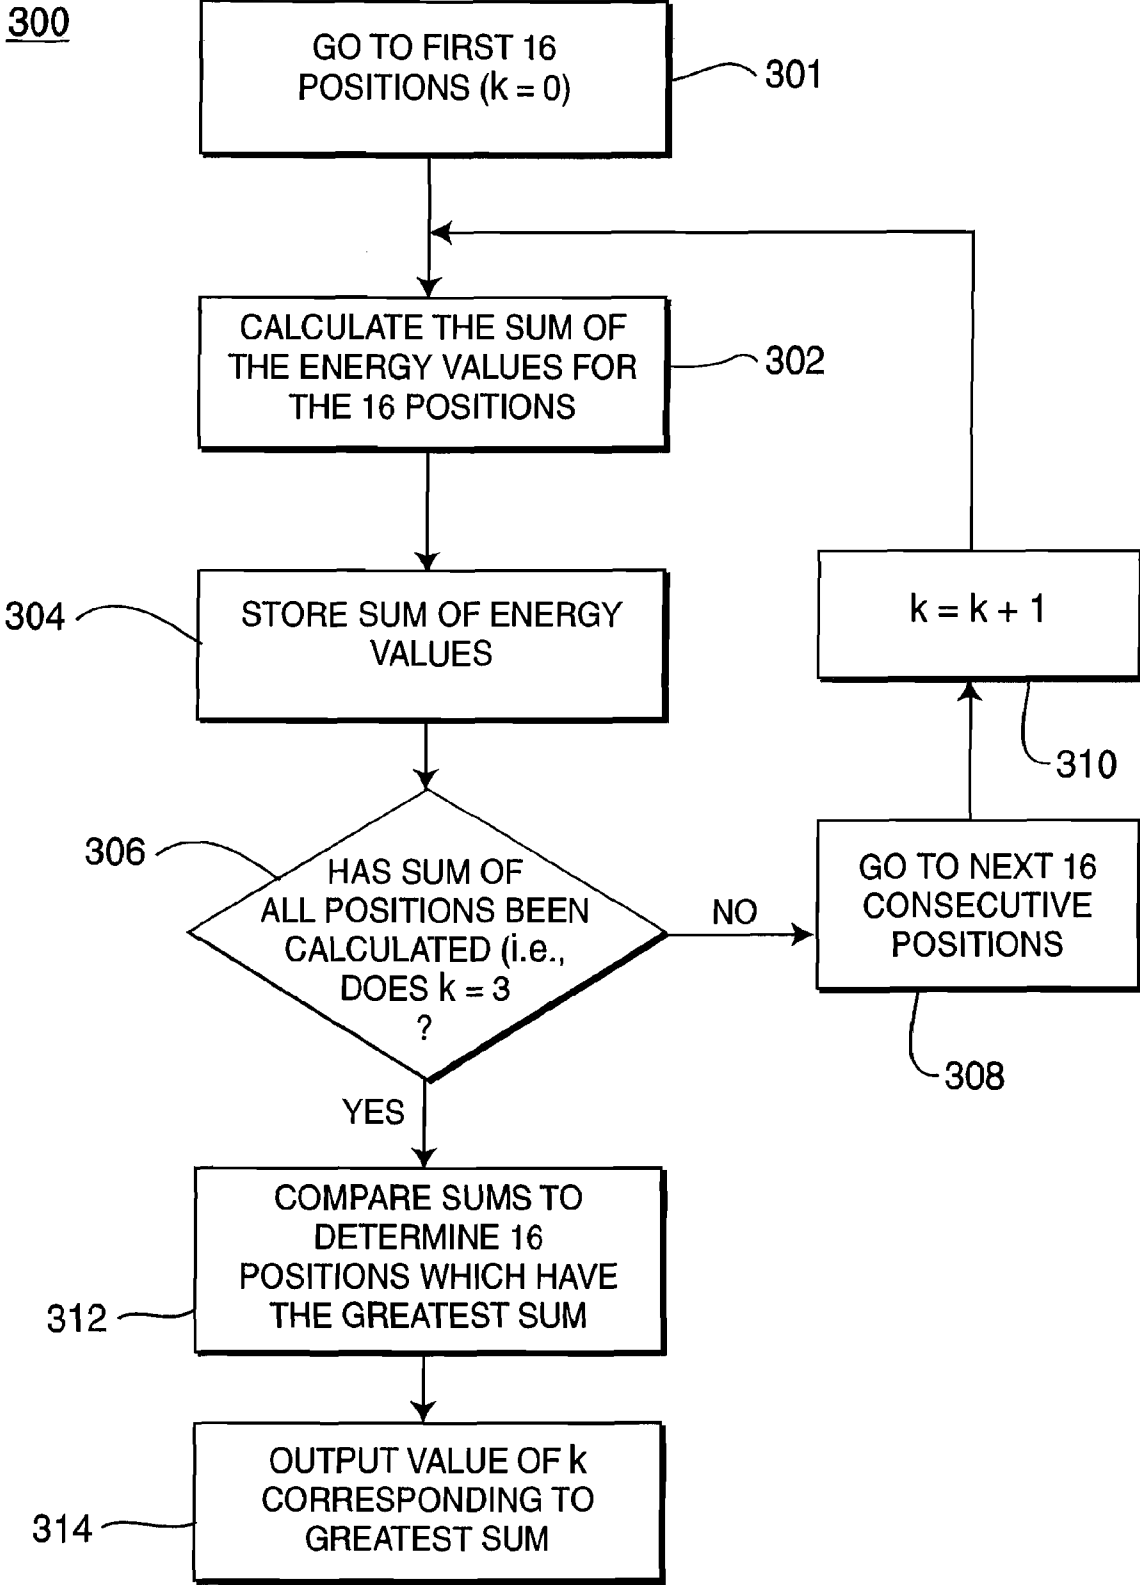 300
GO TO FIRST 16
POSITIONS (k = 0)
301
CALCULATE THE SUM OF
THE ENERGY VALUES FOR
THE 16 POSITIONS
302
304
STORE SUM OF ENERGY
VALUES
k = k + 1
310
306
HAS SUM OF
ALL POSITIONS BEEN
CALCULATED (i.e.,
DOES k = 3
?
NO
GO TO NEXT 16
CONSECUTIVE
POSITIONS
308
YES
COMPARE SUMS TO
DETERMINE 16
POSITIONS WHICH HAVE
THE GREATEST SUM
312
OUTPUT VALUE OF k
CORRESPONDING TO
GREATEST SUM
314